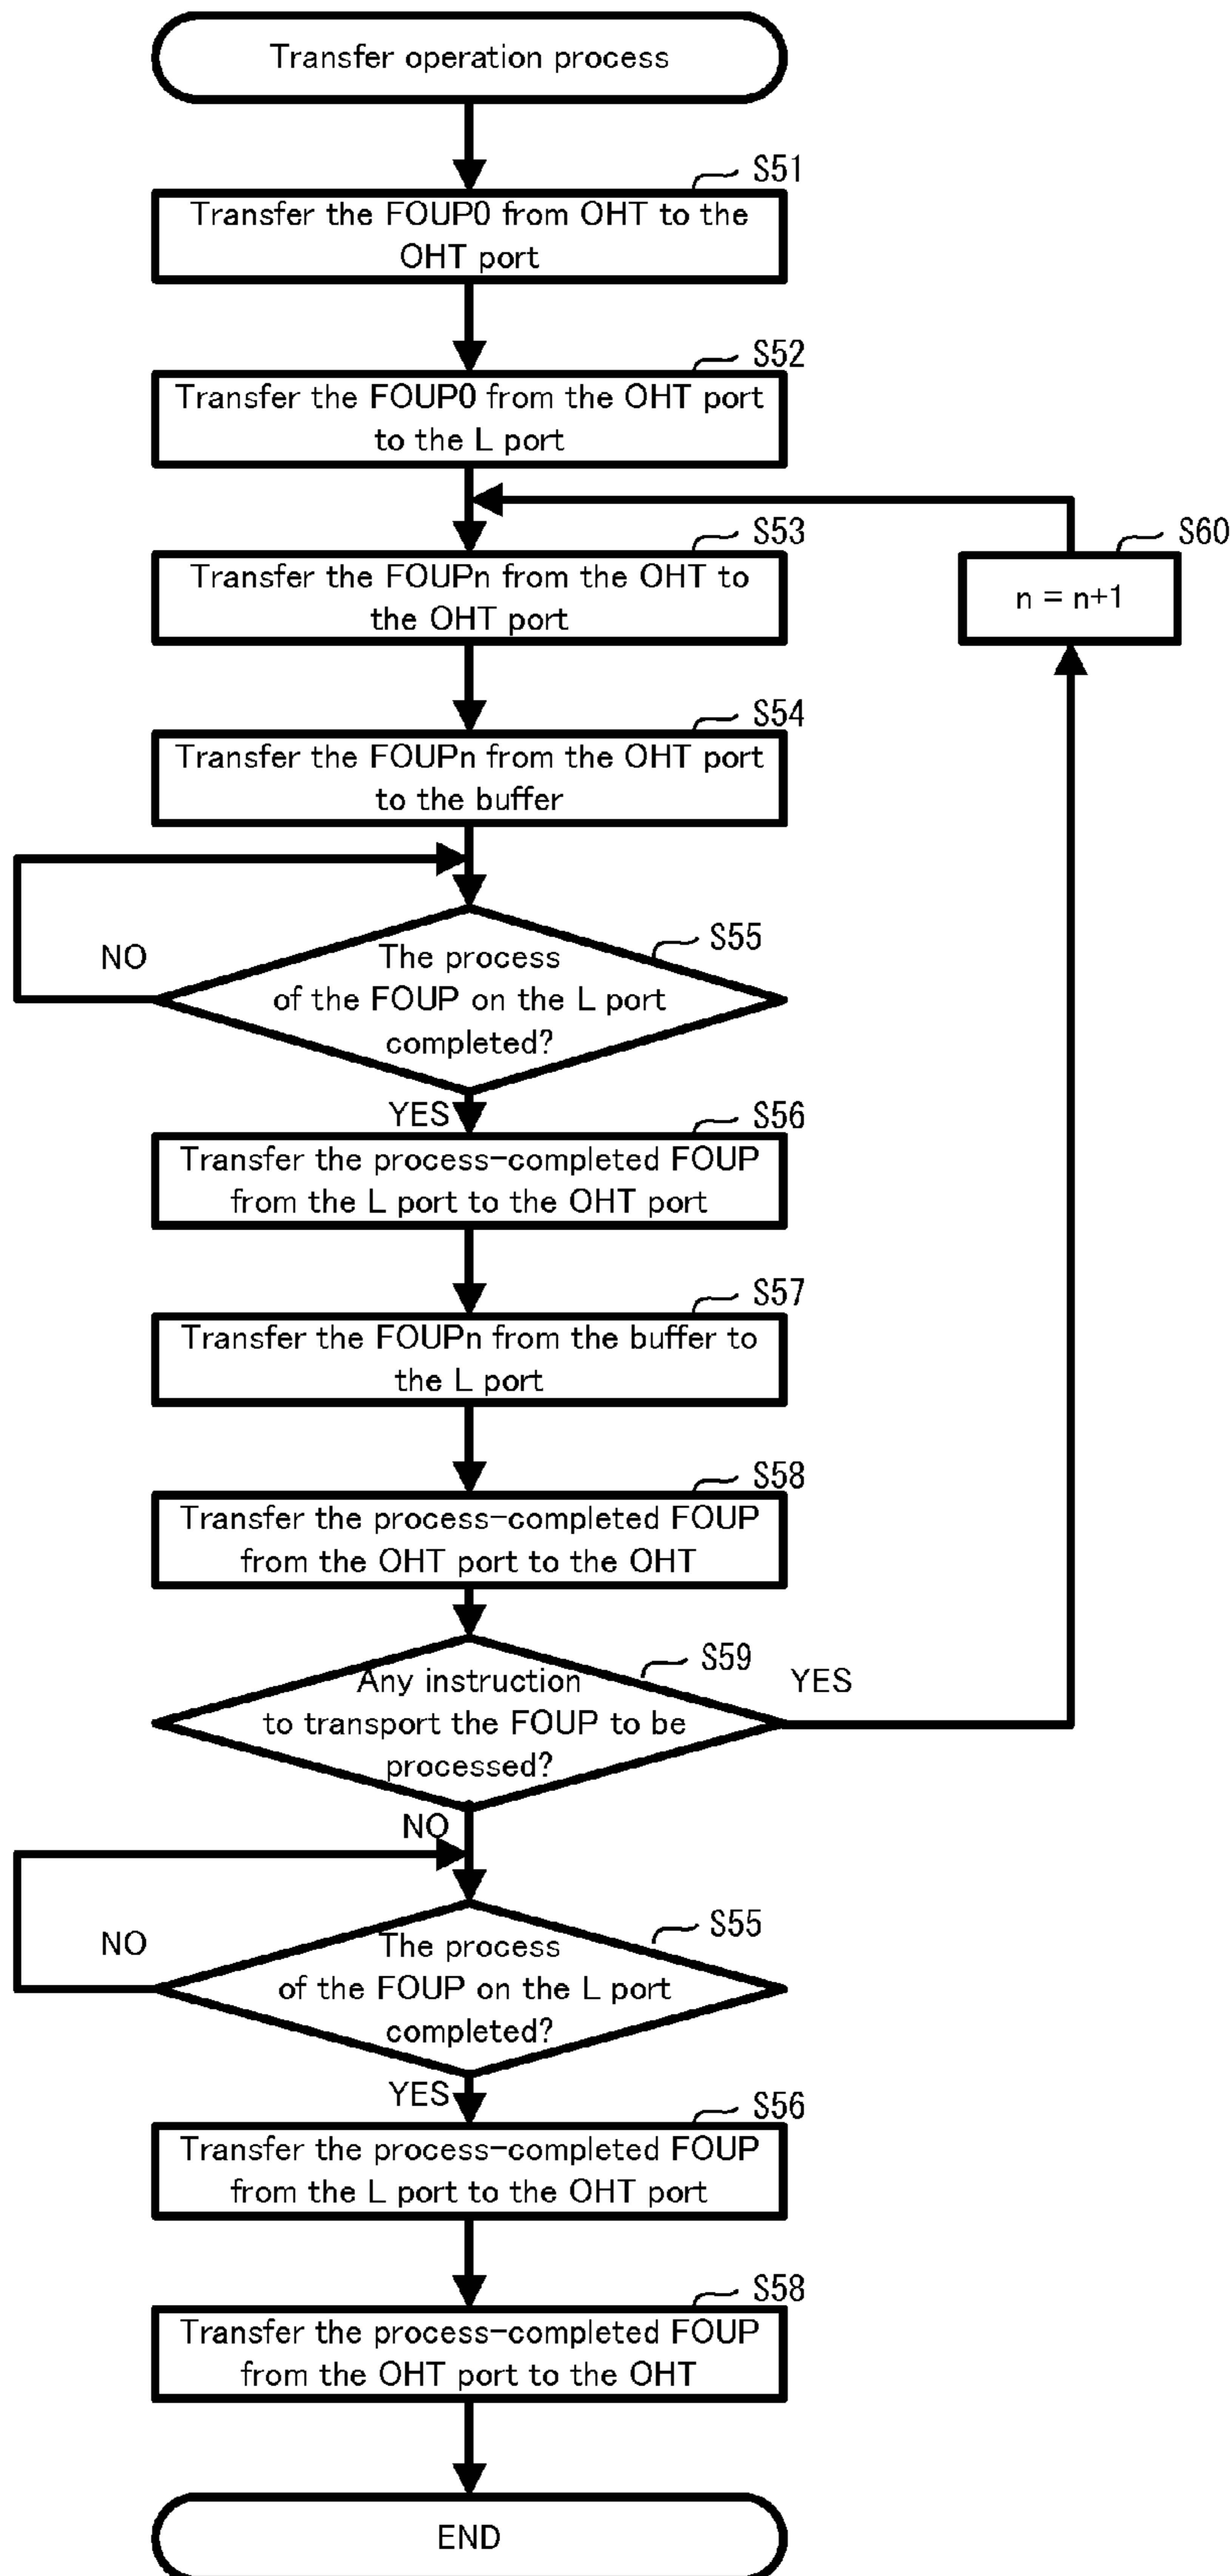 Transfer operation process
S51
Transfer the FOUP0 from OHT to the
OHT port
S52
Transfer the FOUP0 from the OHT port
to the L port
S53
Transfer the FOUPn from the OHT to
the OHT port
S60
n = n+1
S54
Transfer the FOUPn from the OHT port
to the buffer
S55
NO
The process
of the FOUP on the L port
completed?
YES
S56
Transfer the process-completed FOUP
from the L port to the OHT port
S57
Transfer the FOUPn from the buffer to
the L port
S58
Transfer the process-completed FOUP
from the OHT port to the OHT
S59
YES
Any instruction
to transport the FOUP to be
processed?
NO
S55
NO
The process
of the FOUP on the L port
completed?
YES
S56
Transfer the process-completed FOUP
from the L port to the OHT port
S58
Transfer the process-completed FOUP
from the OHT port to the OHT
END